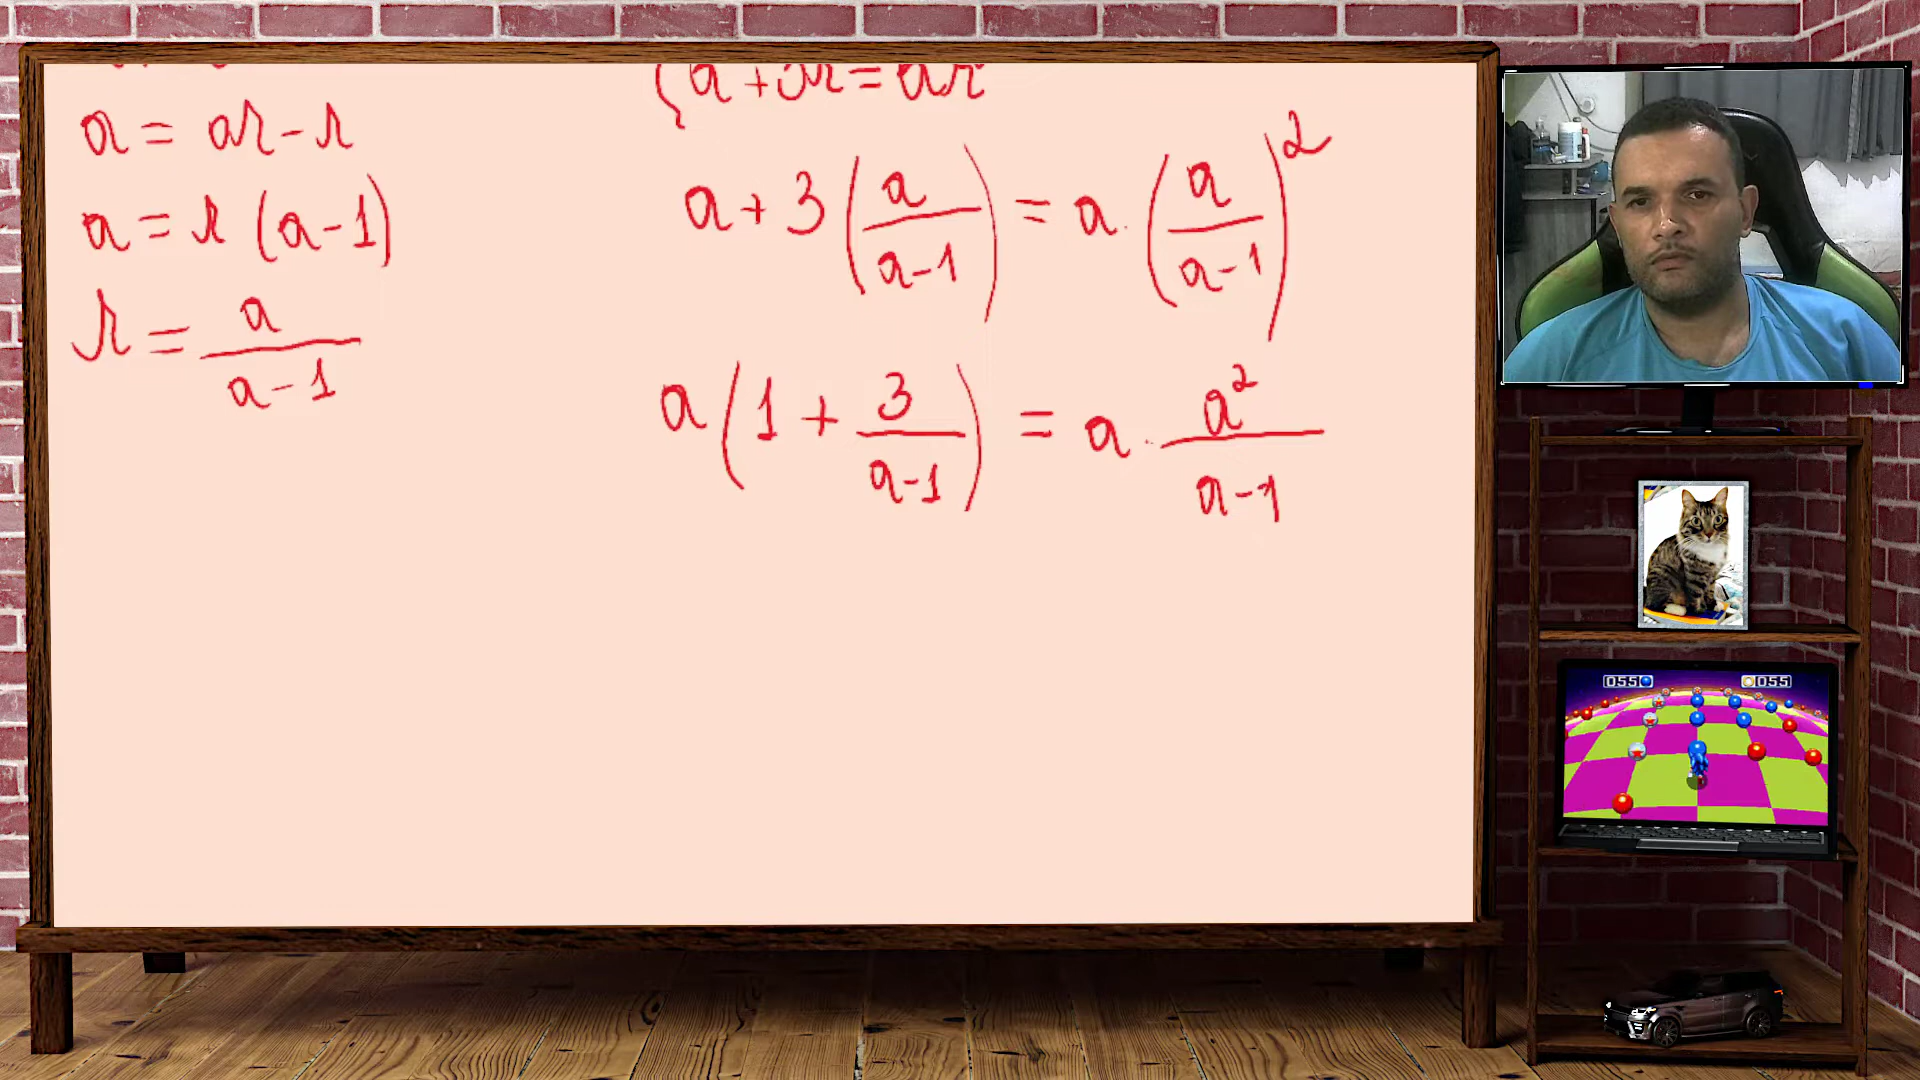 a = ar - r
a = r (a-1)
r = a/(a-1)
a + 3r = ar
a + 3 (a/(a-1)) = a · (a/(a-1))²
a (1 + 3/(a-1)) = a · a²/(a-1)
055 055